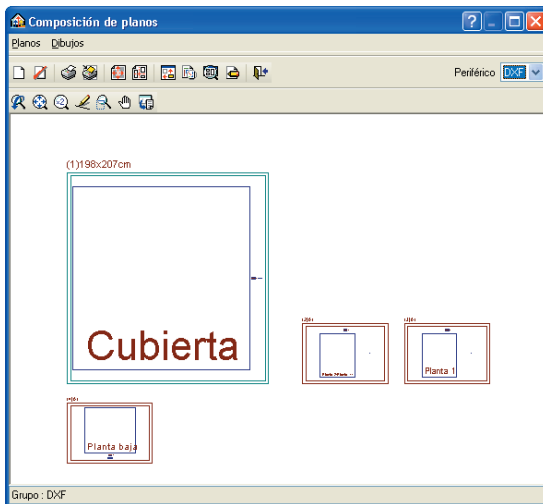 Composición de planos
Planos Dibujos
Periférico DXF
(1)198x207cm
Cubierta
Planta 1
Planta baja
Grupo : DXF